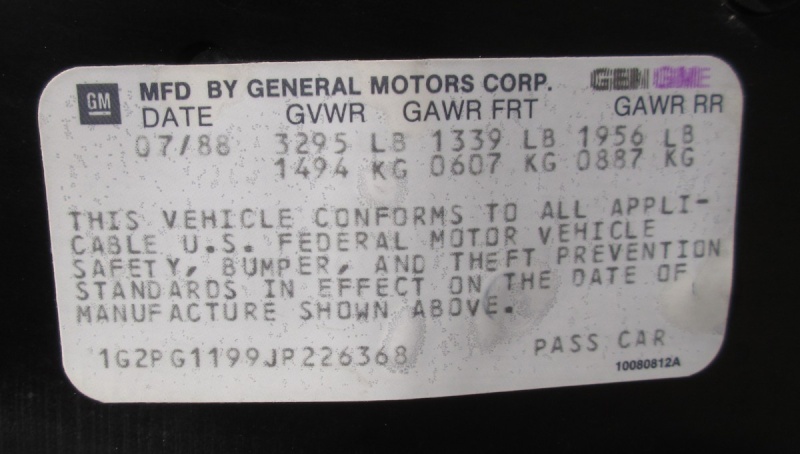 GM MFD BY GENERAL MOTORS CORP. GEN GME
DATE GVWR GAWR FRT GAWR RR
07/88 3295 LB 1339 LB 1956 LB
1494 KG 0607 KG 0887 KG
THIS VEHICLE CONFORMS TO ALL APPLI-
CABLE U.S. FEDERAL MOTOR VEHICLE
SAFETY, BUMPER, AND THEFT PREVENTION
STANDARDS IN EFFECT ON THE DATE OF
MANUFACTURE SHOWN ABOVE.
1G2PG1199JP226368 PASS CAR
10080812A